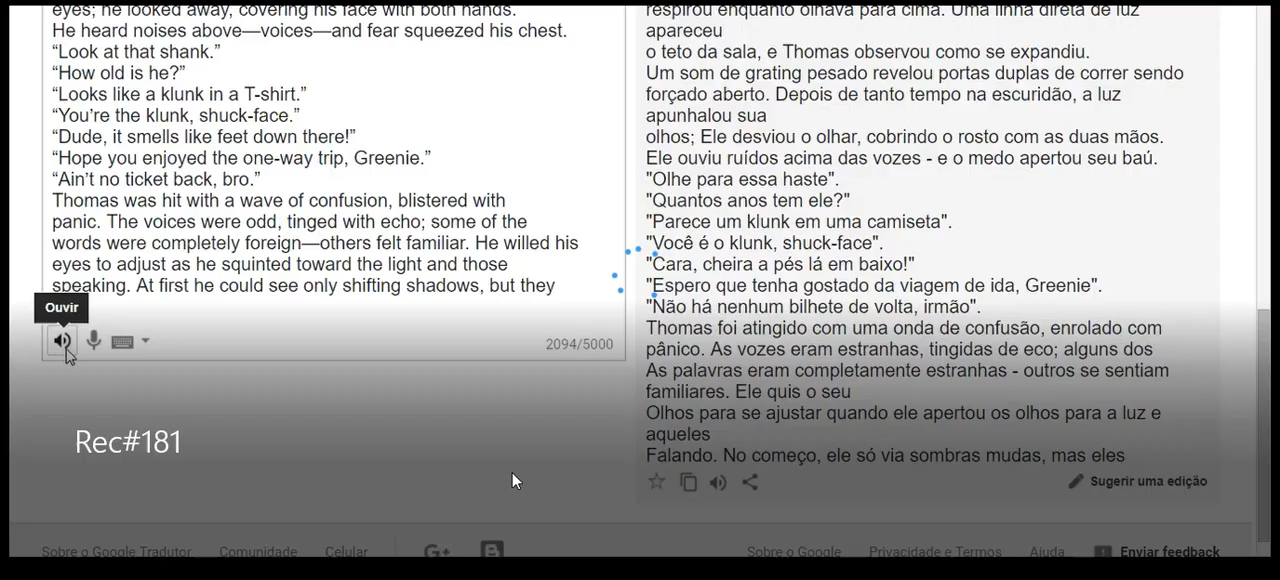 eyes; he looked away, covering his face with both hands.
He heard noises above—voices—and fear squeezed his chest.
“Look at that shank.”
“How old is he?”
“Looks like a klunk in a T-shirt.”
“You’re the klunk, shuck-face.”
“Dude, it smells like feet down there!”
“Hope you enjoyed the one-way trip, Greenie.”
“Ain’t no ticket back, bro.”
Thomas was hit with a wave of confusion, blistered with
panic. The voices were odd, tinged with echo; some of the
words were completely foreign—others felt familiar. He willed his
eyes to adjust as he squinted toward the light and those
speaking. At first he could see only shifting shadows, but they
Ouvir
2094/5000
Rec#181
respirou enquanto olhava para cima. Uma linha direta de luz
apareceu
o teto da sala, e Thomas observou como se expandiu.
Um som de grating pesado revelou portas duplas de correr sendo
forçado aberto. Depois de tanto tempo na escuridão, a luz
apunhalou sua
olhos; Ele desviou o olhar, cobrindo o rosto com as duas mãos.
Ele ouviu ruídos acima das vozes - e o medo apertou seu baú.
"Olhe para essa haste".
"Quantos anos tem ele?"
"Parece um klunk em uma camiseta".
"Você é o klunk, shuck-face".
"Cara, cheira a pés lá em baixo!"
"Espero que tenha gostado da viagem de ida, Greenie".
"Não há nenhum bilhete de volta, irmão".
Thomas foi atingido com uma onda de confusão, enrolado com
pânico. As vozes eram estranhas, tingidas de eco; alguns dos
As palavras eram completamente estranhas - outros se sentiam
familiares. Ele quis o seu
Olhos para se ajustar quando ele apertou os olhos para a luz e
aqueles
Falando. No começo, ele só via sombras mudas, mas eles
Sugerir uma edição
Sobre o Google Tradutor Comunidade Celular G+ B Sobre o Google Privacidade e Termos Ajuda Enviar feedback